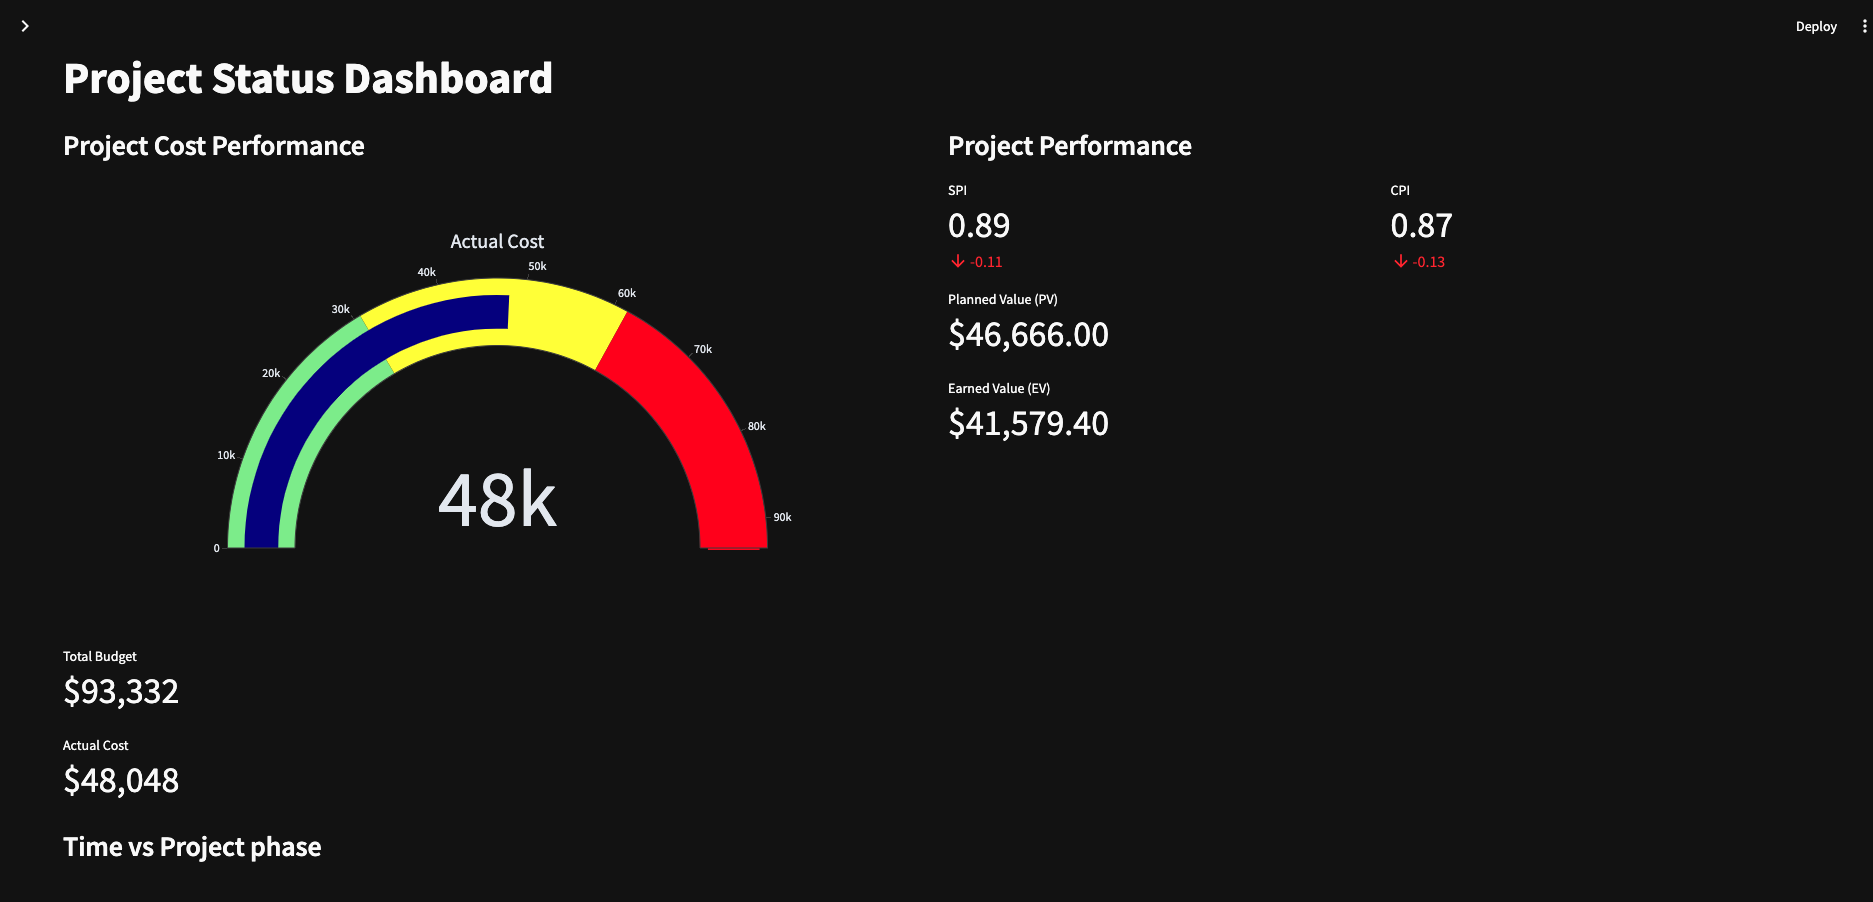 Deploy
Project Status Dashboard
Project Cost Performance
Actual Cost
0
10k
20k
30k
40k
50k
60k
70k
80k
90k
48k
Total Budget
$93,332
Actual Cost
$48,048
Project Performance
SPI
0.89
-0.11
CPI
0.87
-0.13
Planned Value (PV)
$46,666.00
Earned Value (EV)
$41,579.40
Time vs Project phase